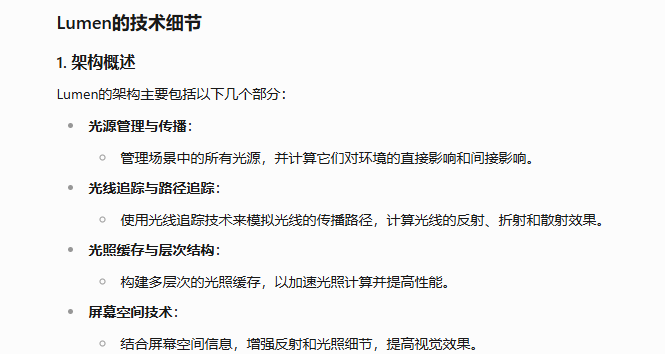 Lumen的技术细节
1. 架构概述
Lumen的架构主要包括以下几个部分：
光源管理与传播：
管理场景中的所有光源，并计算它们对环境的直接影响和间接影响。
光线追踪与路径追踪：
使用光线追踪技术来模拟光线的传播路径，计算光线的反射、折射和散射效果。
光照缓存与层次结构：
构建多层次的光照缓存，以加速光照计算并提高性能。
屏幕空间技术：
结合屏幕空间信息，增强反射和光照细节，提高视觉效果。